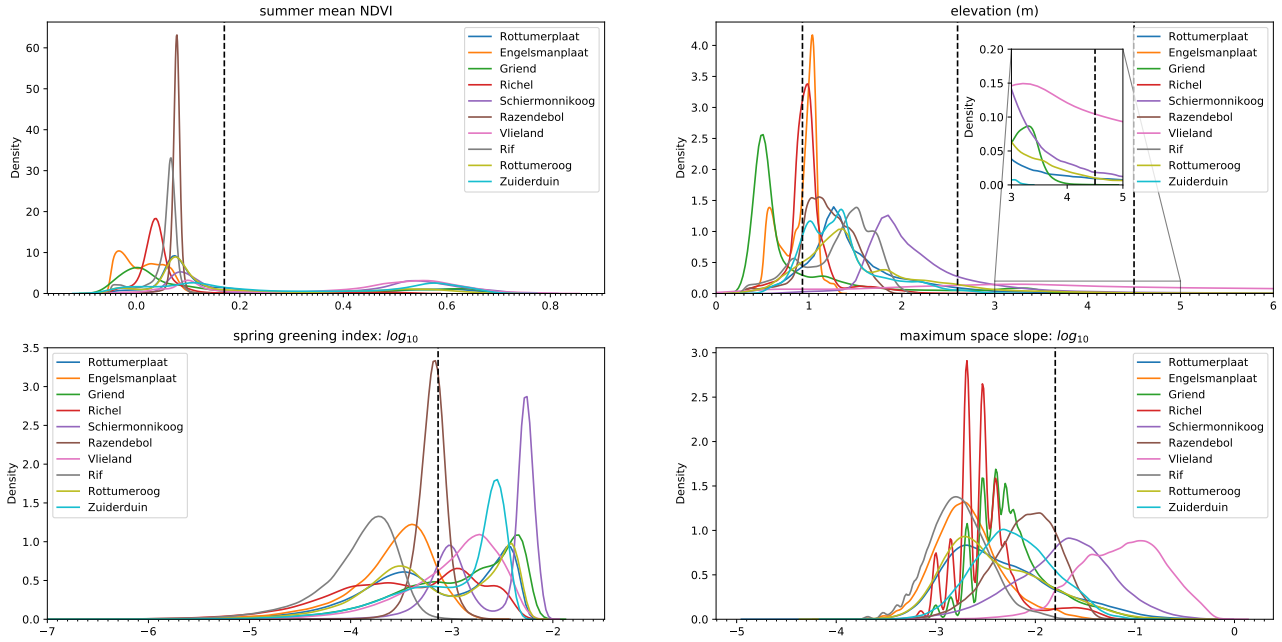 summer mean NDVI
Density
60
50
40
30
20
10
0
0.0 0.2 0.4 0.6 0.8
Rottumerplaat
Engelsmanplaat
Griend
Richel
Schiermonnikoog
Razendebol
Vlieland
Rif
Rottumeroog
Zuiderduin
elevation (m)
Density
4.0
3.5
3.0
2.5
2.0
1.5
1.0
0.5
0.0
0 1 2 3 4 5 6
Density
0.20
0.15
0.10
0.05
0.00
3 4 5
Rottumerplaat
Engelsmanplaat
Griend
Richel
Schiermonnikoog
Razendebol
Vlieland
Rif
Rottumeroog
Zuiderduin
spring greening index: log10
Density
3.5
3.0
2.5
2.0
1.5
1.0
0.5
0.0
−7 −6 −5 −4 −3 −2
Rottumerplaat
Engelsmanplaat
Griend
Richel
Schiermonnikoog
Razendebol
Vlieland
Rif
Rottumeroog
Zuiderduin
maximum space slope: log10
Density
3.0
2.5
2.0
1.5
1.0
0.5
0.0
−5 −4 −3 −2 −1 0
Rottumerplaat
Engelsmanplaat
Griend
Richel
Schiermonnikoog
Razendebol
Vlieland
Rif
Rottumeroog
Zuiderduin